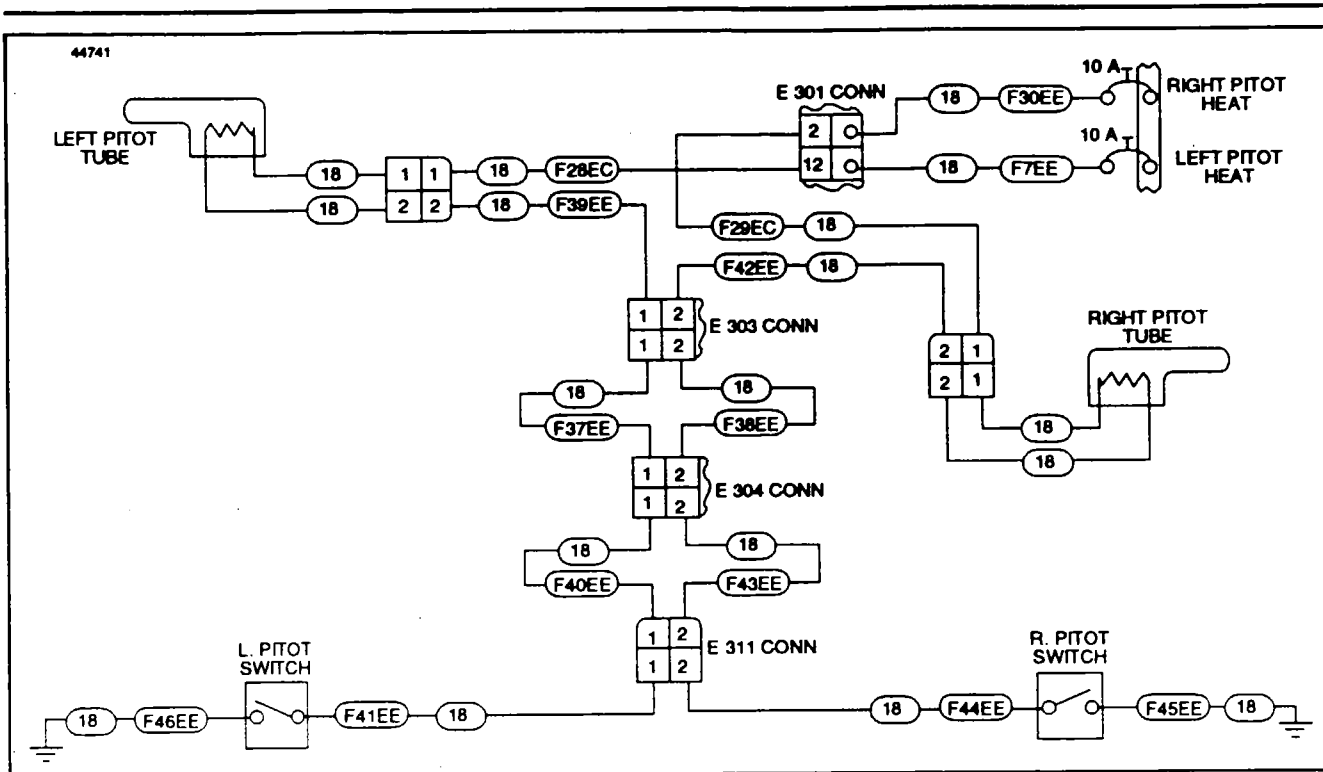 44741
10 A
RIGHT PITOT
HEAT
E 301 CONN
18
F30EE
2
10 A
LEFT PITOT
HEAT
12
18
F7EE
LEFT PITOT
TUBE
18
1 1
18
F28EC
18
2 2
18
F39EE
F29EC
18
F42EE
18
1 2
1 2
E 303 CONN
RIGHT PITOT
TUBE
2 1
2 1
18
18
18
18
F37EE
F38EE
1 2
1 2
E 304 CONN
18
18
F40EE
F43EE
1 2
1 2
E 311 CONN
L. PITOT
SWITCH
R. PITOT
SWITCH
18
F46EE
F41EE
18
18
F44EE
F45EE
18